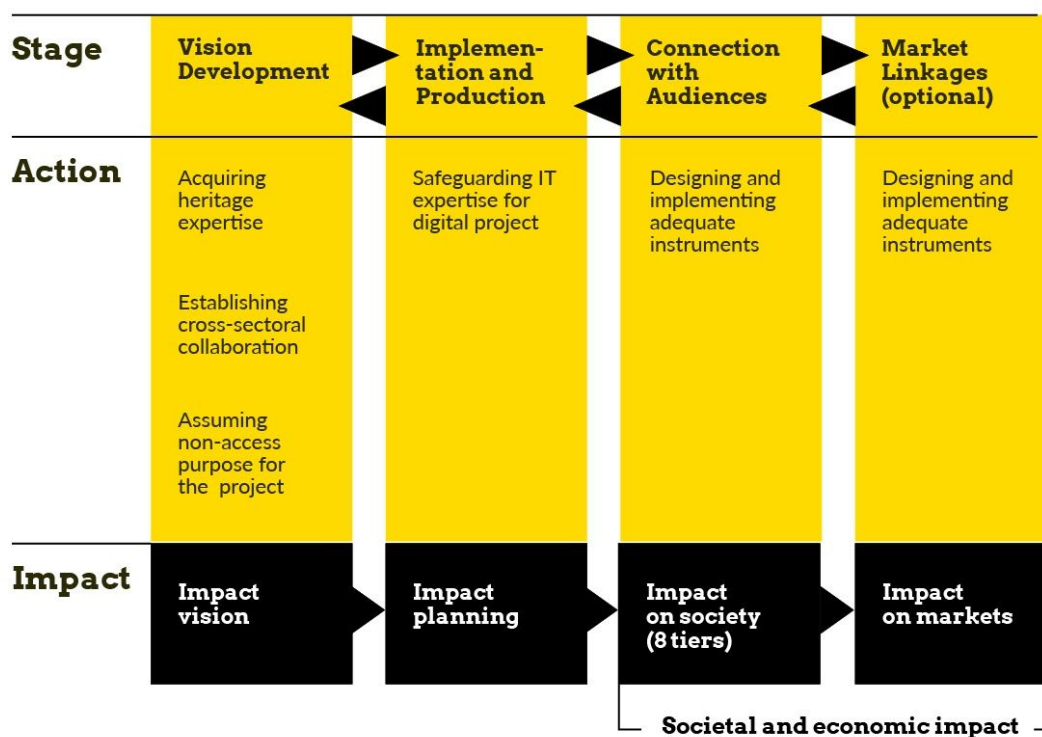 Stage
Vision
Development
Implemen-
tation and
Production
Connection
with
Audiences
Market
Linkages
(optional)
Action
Acquiring
heritage
expertise
Establishing
cross-sectoral
collaboration
Assuming
non-access
purpose for
the project
Safeguarding IT
expertise for
digital project
Designing and
implementing
adequate
instruments
Designing and
implementing
adequate
instruments
Impact
Impact
vision
Impact
planning
Impact
on society
(8 tiers)
Impact
on markets
Societal and economic impact